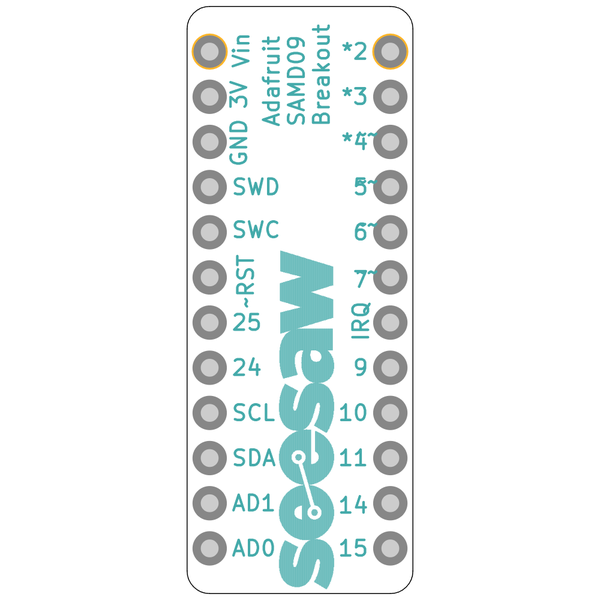 Vin
3V
GND
SWD
SWC
~RST
25
24
SCL
SDA
AD1
AD0
Adafruit
SAMD09
Breakout
seesaw
*2
*3
*4~
5~
6~
7~
IRQ
9
10
11
14
15